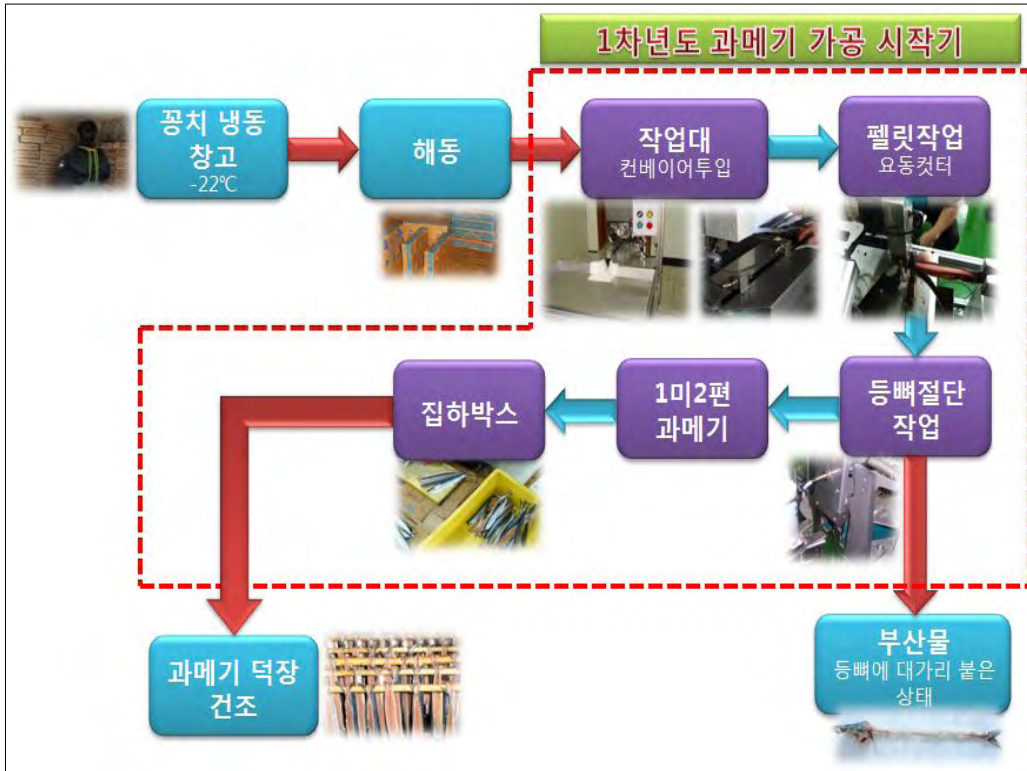 1차년도 과메기 가공 시작기
꽁치 냉동
창고
-22℃
해동
작업대
컨베이어투입
펠릿작업
요동컷터
집하박스
1미2편
과메기
등뼈절단
작업
과메기 덕장
건조
부산물
등뼈에 대가리 붙은
상태